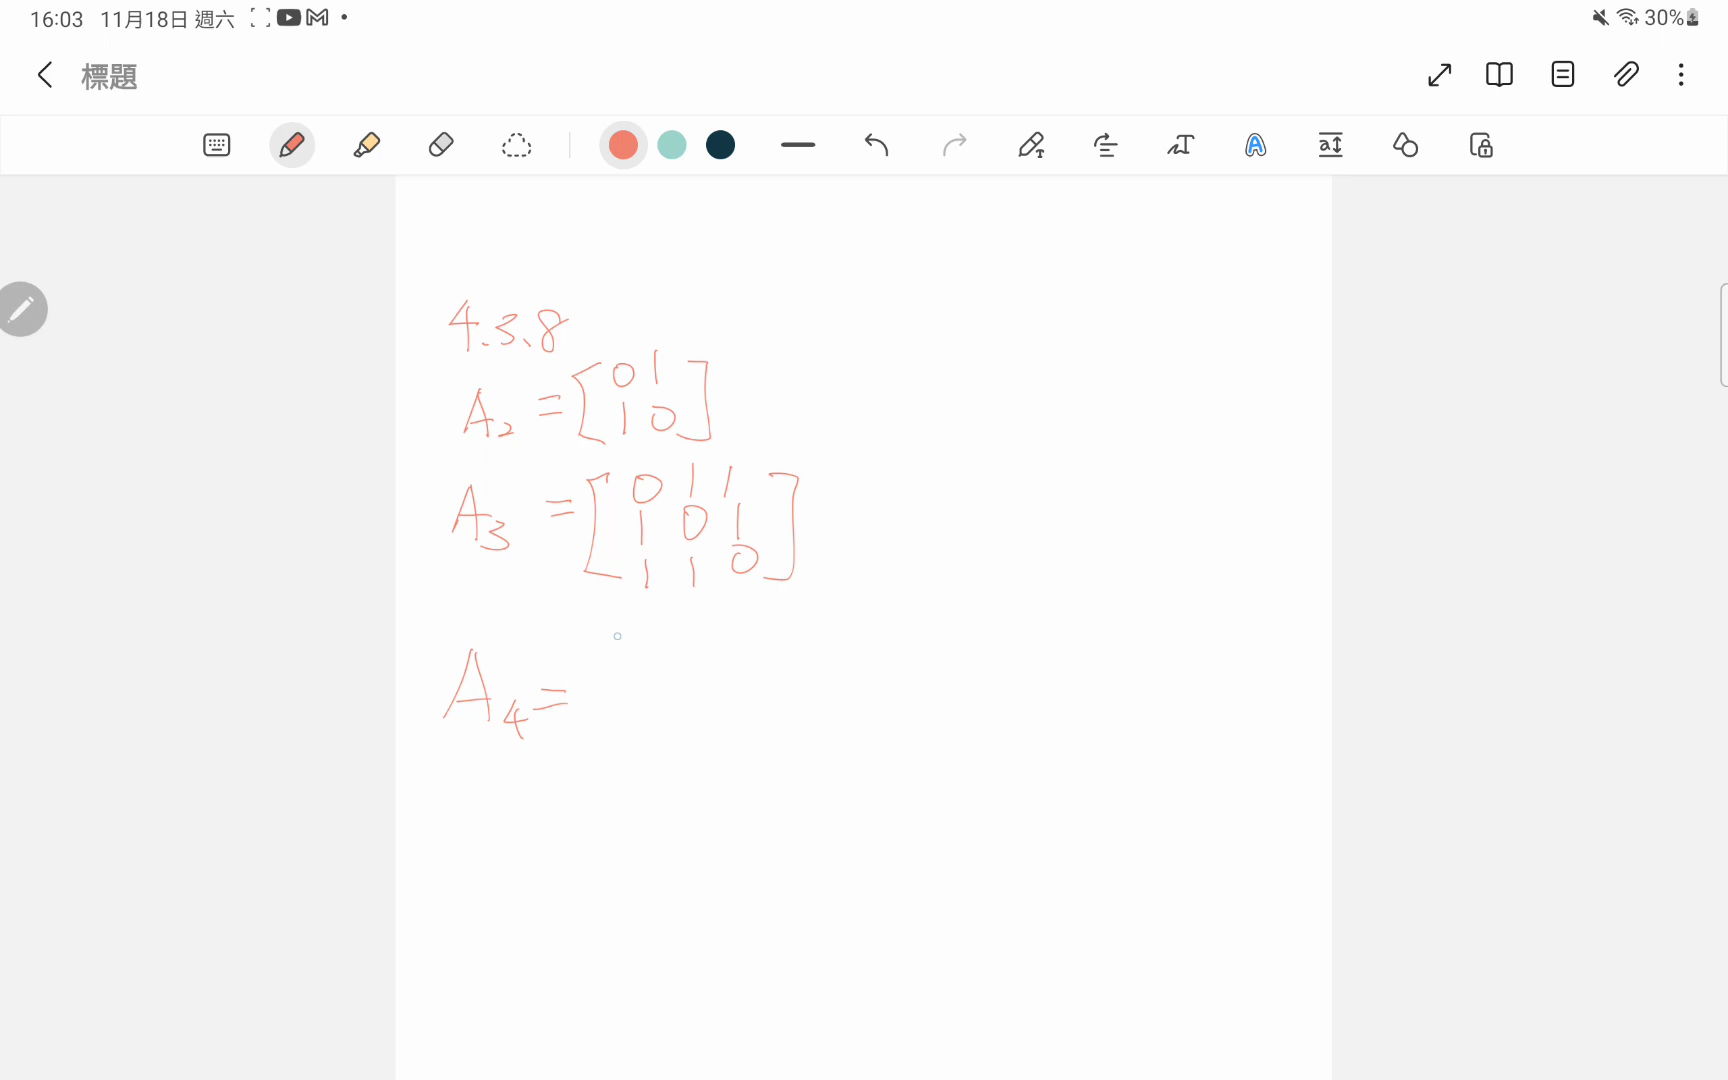 16:03 11月18日 週六 30%
標題
4.3.8
A₂ = [0 1
1 0]
A₃ = [0 1 1
1 0 1
1 1 0]
A₄ =